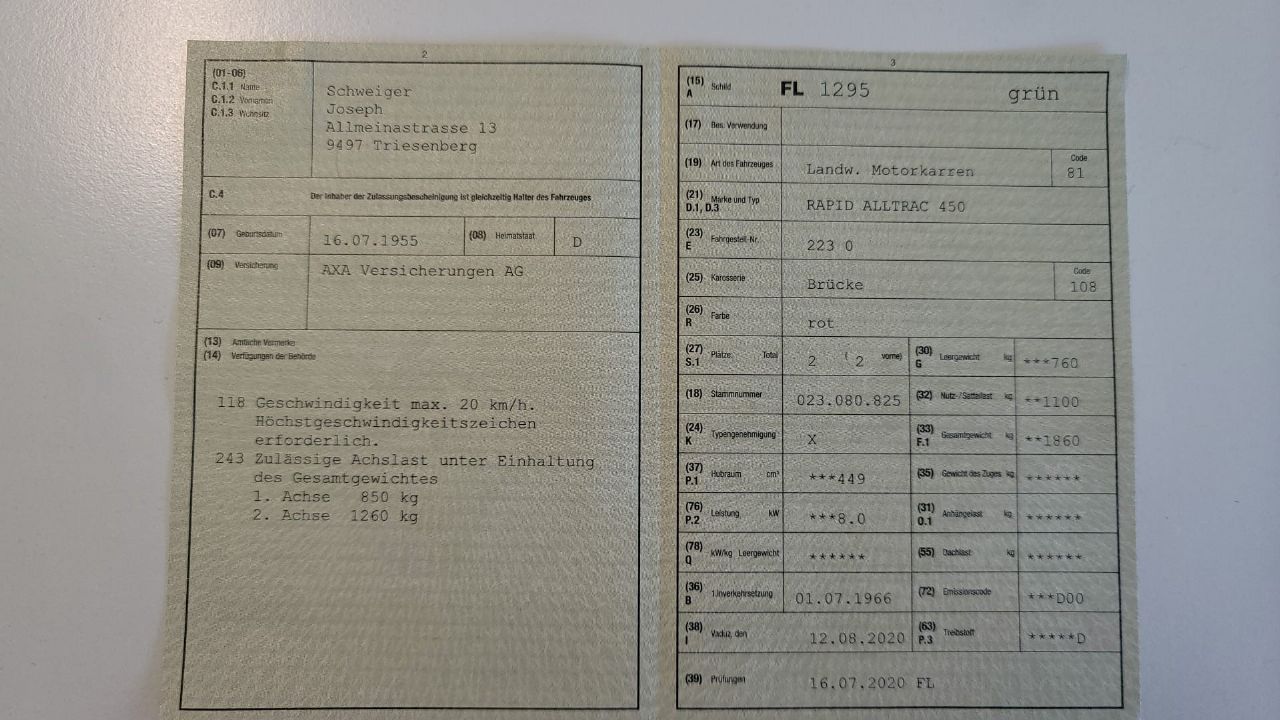 2
(01-06)
C.1.1 Name
C.1.2 Vornamen
C.1.3 Wohnsitz
Schweiger
Joseph
Allmeinastrasse 13
9497 Triesenberg
C.4 Der Inhaber der Zulassungsbescheinigung ist gleichzeitig Halter des Fahrzeuges
(07) Geburtsdatum 16.07.1955 (08) Heimatstaat D
(09) Versicherung AXA Versicherungen AG
(13) Amtliche Vermerke
(14) Verfügungen der Behörde
118 Geschwindigkeit max. 20 km/h.
Höchstgeschwindigkeitszeichen
erforderlich.
243 Zulässige Achslast unter Einhaltung
des Gesamtgewichtes
1. Achse 850 kg
2. Achse 1260 kg
3
(15) A Schild FL 1295 grün
(17) Bes. Verwendung
(19) Art des Fahrzeuges Landw. Motorkarren Code 81
(21) D.1, D.3 Marke und Typ RAPID ALLTRAC 450
(23) E Fahrgestell-Nr. 223 0
(25) Karosserie Brücke Code 108
(26) R Farbe rot
(27) S.1 Plätze: Total 2 ( 2 vorne) (30) G Leergewicht kg ***760
(18) Stammnummer 023.080.825 (32) Nutz-/Sattellast kg **1100
(24) K Typengenehmigung X (33) F.1 Gesamtgewicht kg **1860
(37) P.1 Hubraum cm³ ***449 (35) Gewicht des Zuges kg ******
(76) P.2 Leistung kW ***8.0 (31) O.1 Anhängelast kg ******
(78) Q kW/kg Leergewicht ****** (55) Dachlast kg ******
(36) B 1.Inverkehrsetzung 01.07.1966 (72) Emissionscode ***D00
(38) I Vaduz, den 12.08.2020 (63) P.3 Treibstoff *****D
(39) Prüfungen 16.07.2020 FL